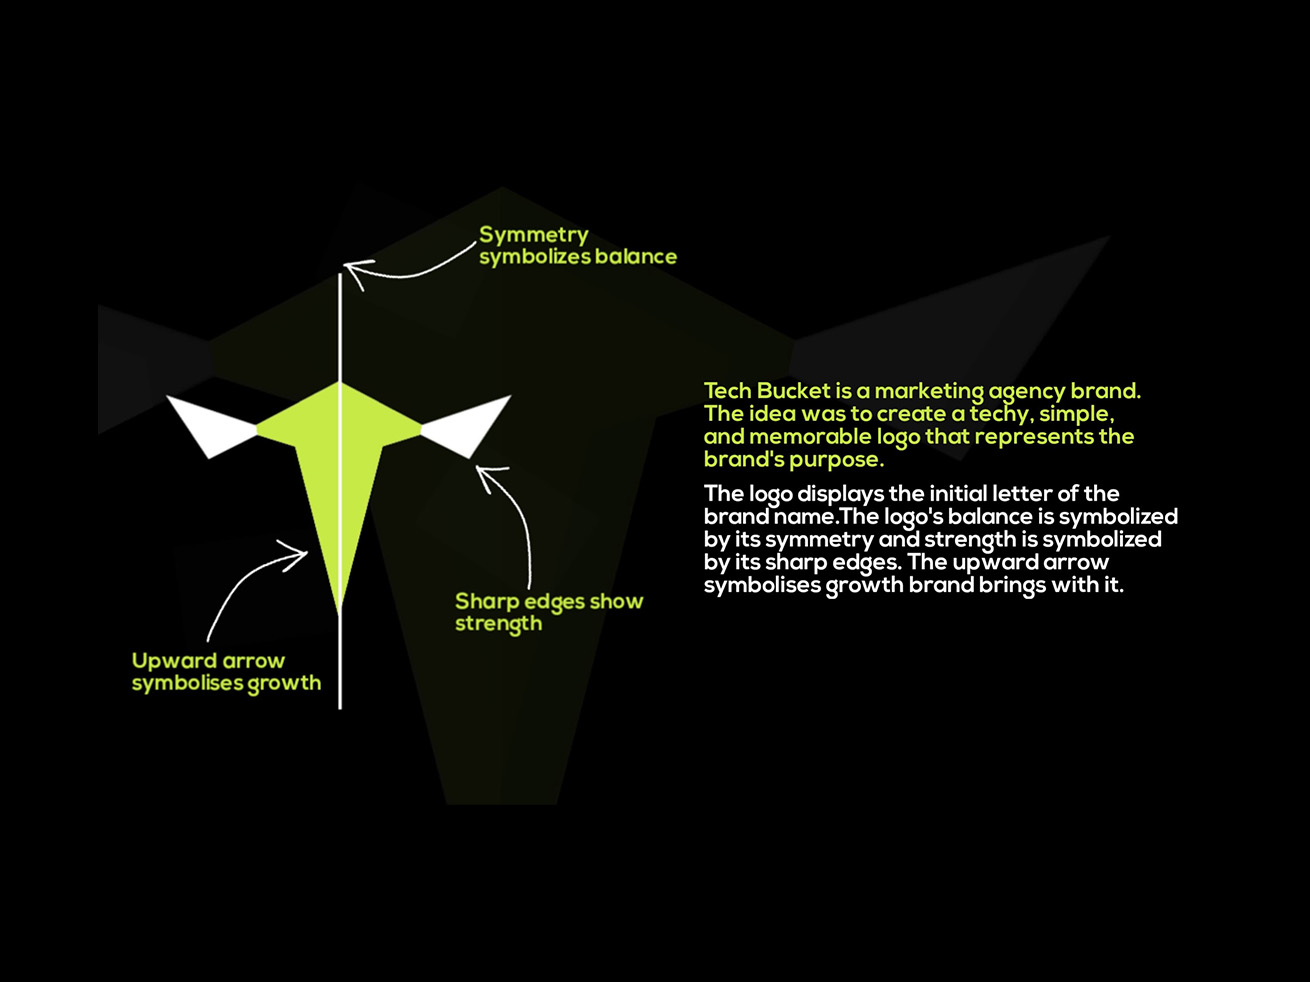 Symmetry
symbolizes balance
Sharp edges show
strength
Upward arrow
symbolises growth
Tech Bucket is a marketing agency brand.
The idea was to create a techy, simple,
and memorable logo that represents the
brand's purpose.
The logo displays the initial letter of the
brand name.The logo's balance is symbolized
by its symmetry and strength is symbolized
by its sharp edges. The upward arrow
symbolises growth brand brings with it.